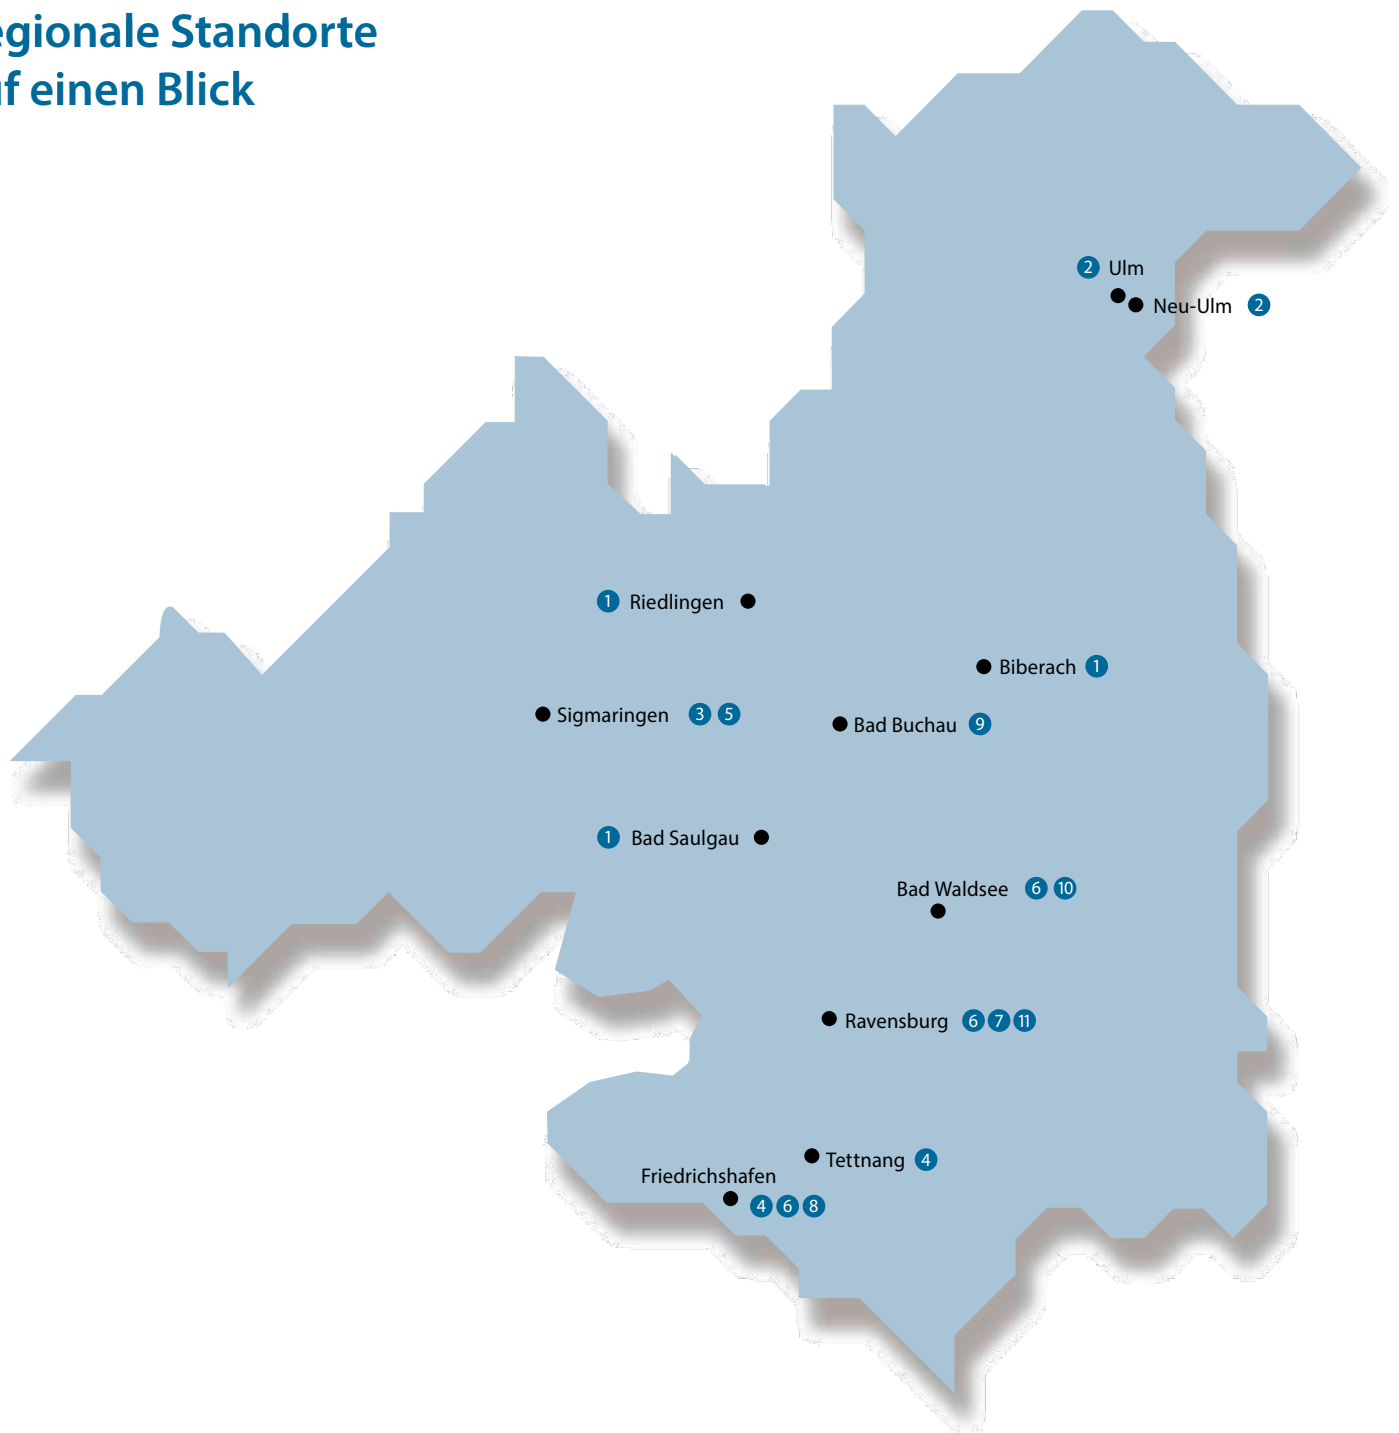 egionale Standorte
uf einen Blick
2 Ulm
Neu-Ulm 2
1 Riedlingen
Biberach 1
Sigmaringen 3 5
Bad Buchau 9
1 Bad Saulgau
Bad Waldsee 6 10
Ravensburg 6 7 11
Tettnang 4
Friedrichshafen
4 6 8